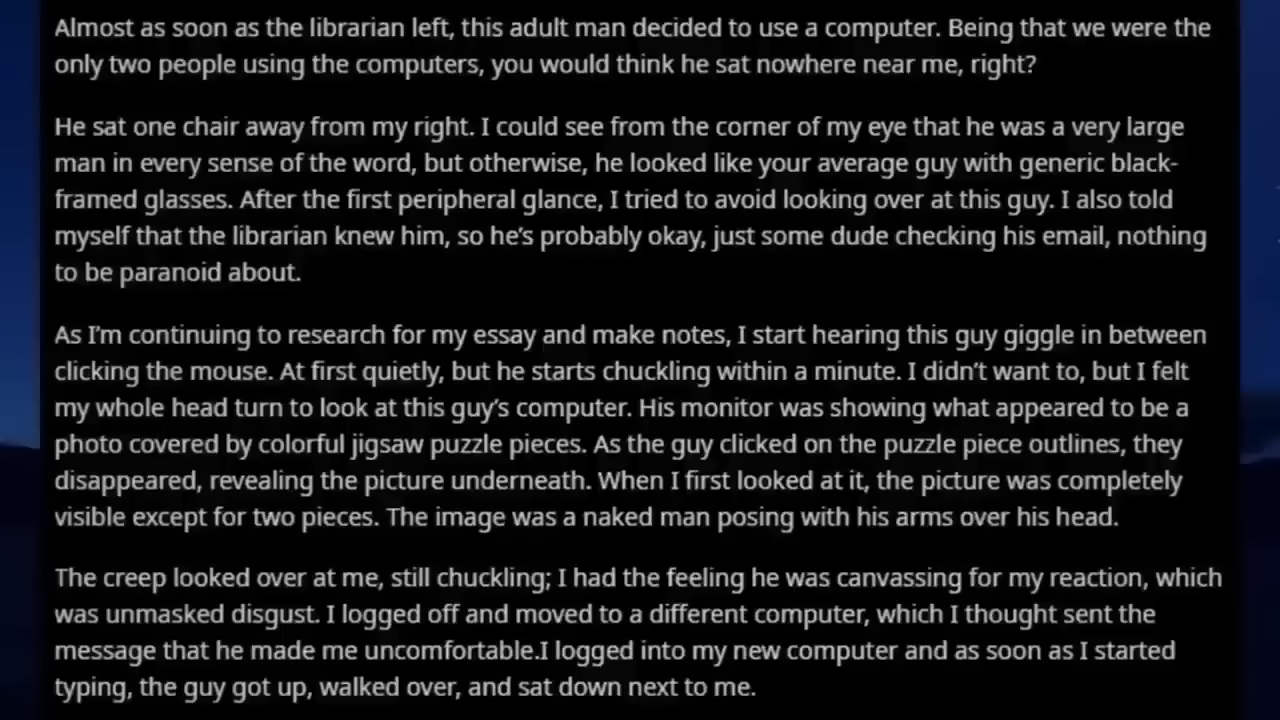 Almost as soon as the librarian left, this adult man decided to use a computer. Being that we were the
only two people using the computers, you would think he sat nowhere near me, right?
He sat one chair away from my right. I could see from the corner of my eye that he was a very large
man in every sense of the word, but otherwise, he looked like your average guy with generic black-
framed glasses. After the first peripheral glance, I tried to avoid looking over at this guy. I also told
myself that the librarian knew him, so he’s probably okay, just some dude checking his email, nothing
to be paranoid about.
As I’m continuing to research for my essay and make notes, I start hearing this guy giggle in between
clicking the mouse. At first quietly, but he starts chuckling within a minute. I didn’t want to, but I felt
my whole head turn to look at this guy’s computer. His monitor was showing what appeared to be a
photo covered by colorful jigsaw puzzle pieces. As the guy clicked on the puzzle piece outlines, they
disappeared, revealing the picture underneath. When I first looked at it, the picture was completely
visible except for two pieces. The image was a naked man posing with his arms over his head.
The creep looked over at me, still chuckling; I had the feeling he was canvassing for my reaction, which
was unmasked disgust. I logged off and moved to a different computer, which I thought sent the
message that he made me uncomfortable.I logged into my new computer and as soon as I started
typing, the guy got up, walked over, and sat down next to me.